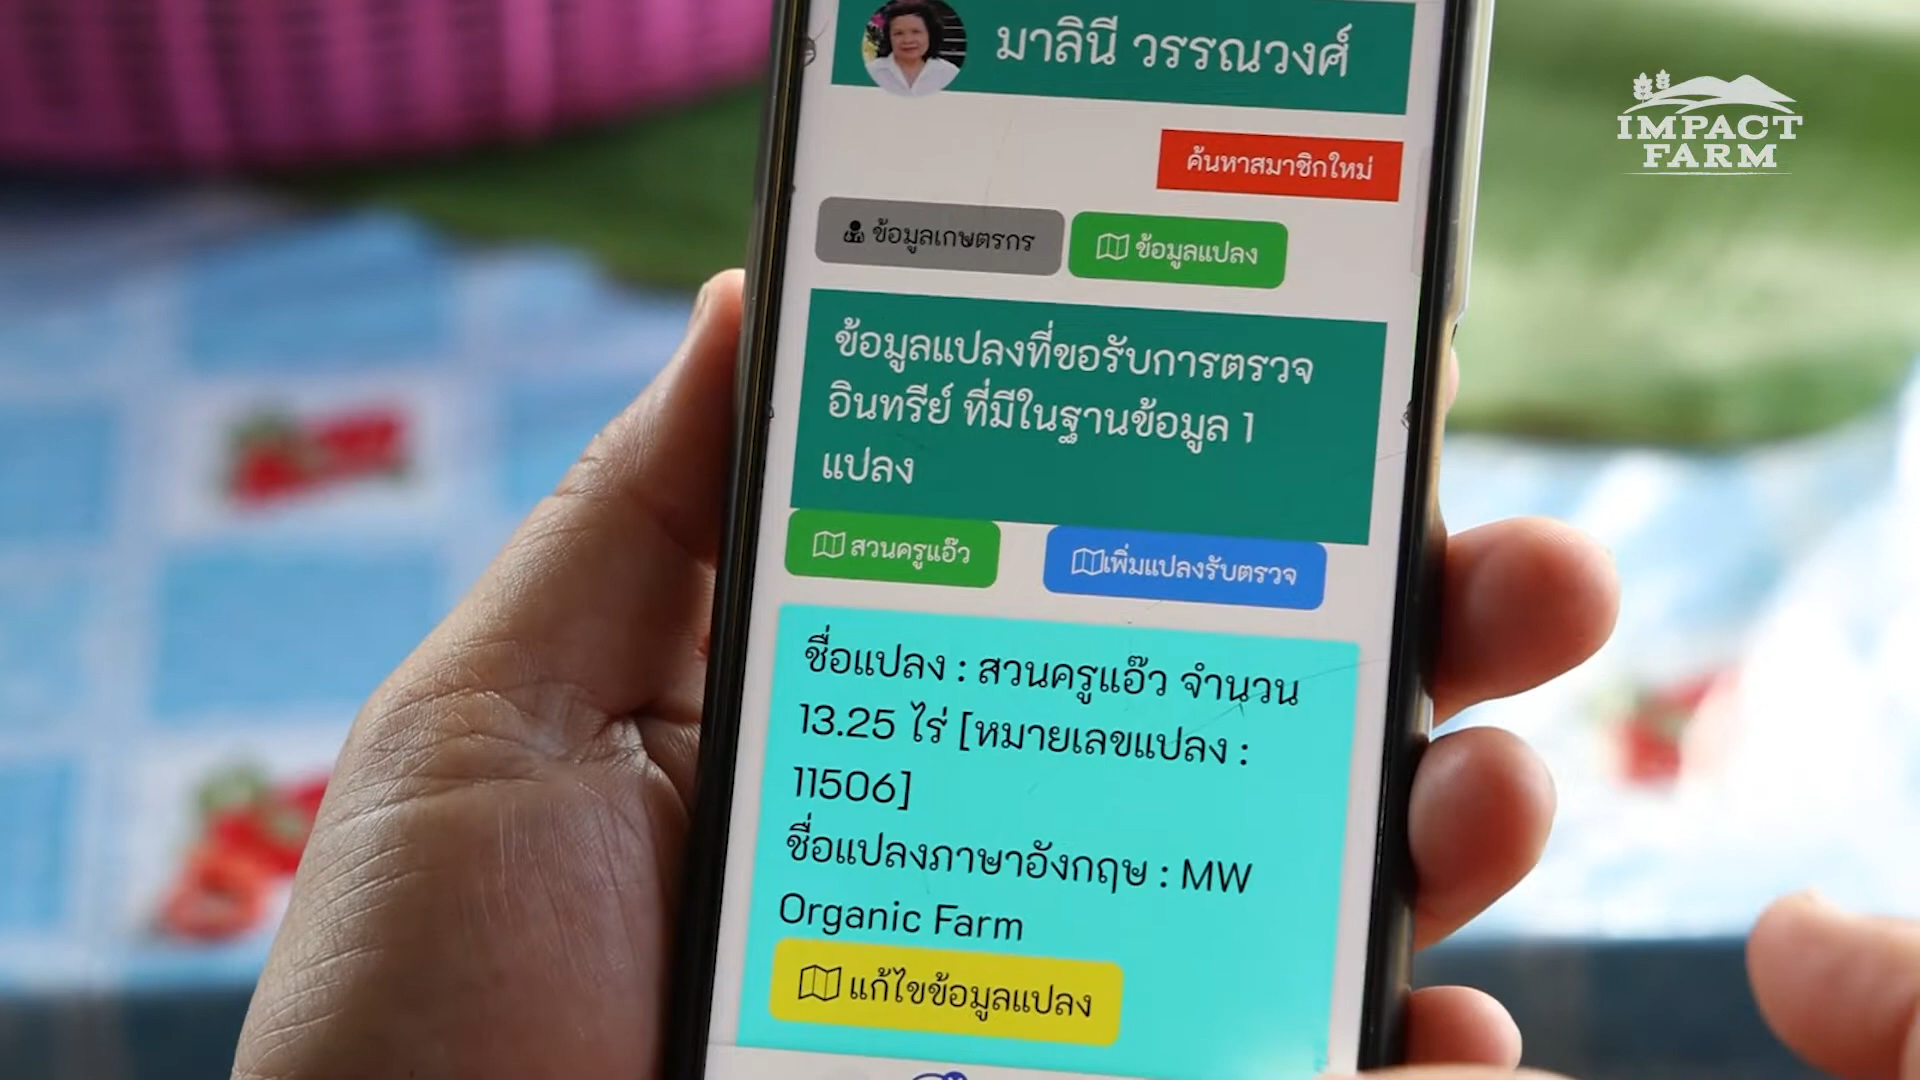 มาลินี วรรณวงศ์
IMPACT
FARM
ค้นหาสมาชิกใหม่
ข้อมูลเกษตรกร
ข้อมูลแปลง
ข้อมูลแปลงที่ขอรับการตรวจ
อินทรีย์ ที่มีในฐานข้อมูล 1
แปลง
สวนครูแอ๊ว
เพิ่มแปลงรับตรวจ
ชื่อแปลง : สวนครูแอ๊ว จำนวน
13.25 ไร่ [หมายเลขแปลง :
11506]
ชื่อแปลงภาษาอังกฤษ : MW
Organic Farm
แก้ไขข้อมูลแปลง